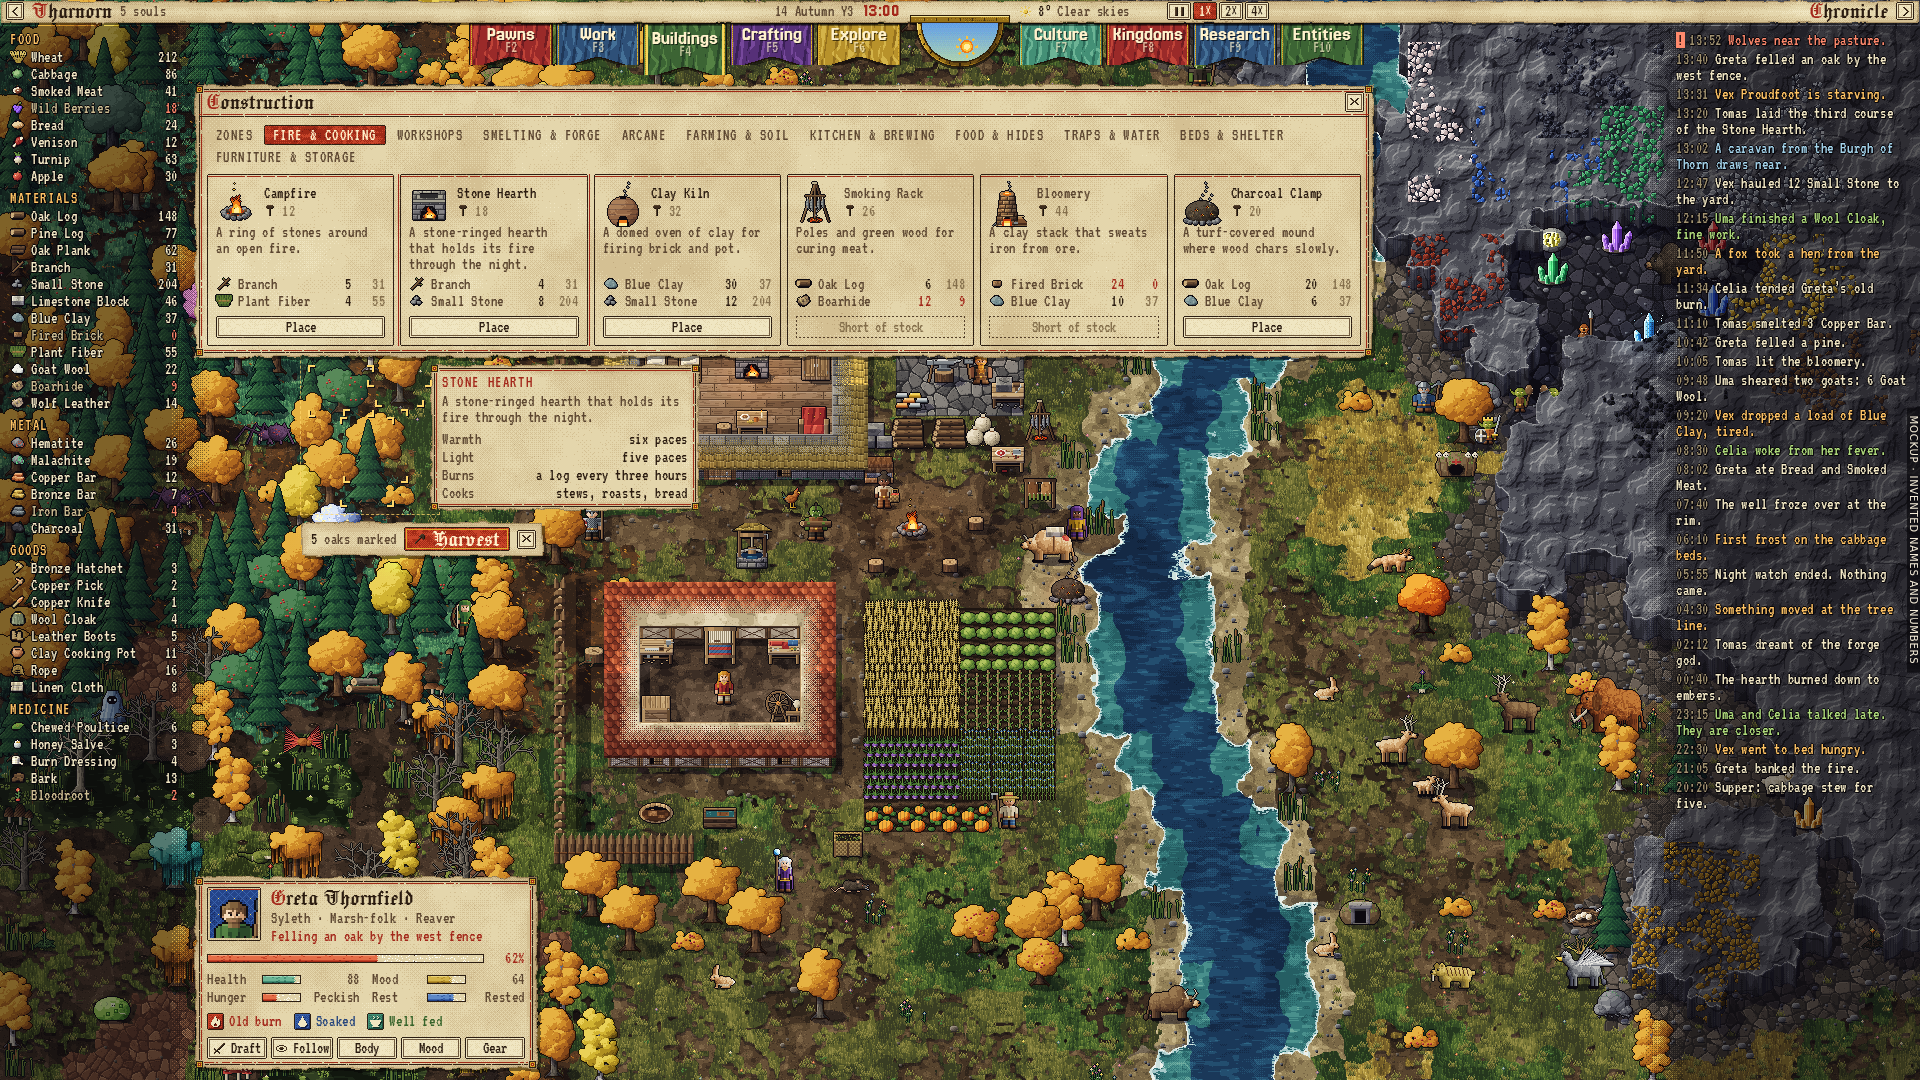 Tharnorn 5 souls
14 Autumn Y3 13:00
8° Clear skies
1X 2X 4X
Chronicle
Pawns F2
Work F3
Buildings F4
Crafting F5
Explore F6
Culture F7
Kingdoms F8
Research F9
Entities F10
FOOD
Wheat 212
Cabbage 86
Smoked Meat 41
Wild Berries 18
Bread 24
Venison 12
Turnip 63
Apple 30
MATERIALS
Oak Log 148
Pine Log 77
Oak Plank 62
Branch 31
Small Stone 204
Limestone Block 46
Blue Clay 37
Fired Brick 0
Plant Fiber 55
Goat Wool 22
Boarhide 9
Wolf Leather 14
METAL
Hematite 26
Malachite 19
Copper Bar 12
Bronze Bar 7
Iron Bar 4
Charcoal 31
GOODS
Bronze Hatchet 3
Copper Pick 2
Copper Knife 1
Wool Cloak 4
Leather Boots 5
Clay Cooking Pot 11
Rope 16
Linen Cloth 8
MEDICINE
Chewed Poultice 6
Honey Salve 3
Burn Dressing 4
Bark 13
Bloodroot 2
Construction
ZONES FIRE & COOKING WORKSHOPS SMELTING & FORGE ARCANE FARMING & SOIL KITCHEN & BREWING FOOD & HIDES TRAPS & WATER BEDS & SHELTER
FURNITURE & STORAGE
Campfire
12
A ring of stones around
an open fire.
Branch 5 31
Plant Fiber 4 55
Place
Stone Hearth
18
A stone-ringed hearth
that holds its fire
through the night.
Branch 4 31
Small Stone 8 204
Place
Clay Kiln
32
A domed oven of clay for
firing brick and pot.
Blue Clay 30 37
Small Stone 12 204
Place
Smoking Rack
26
Poles and green wood for
curing meat.
Oak Log 6 148
Boarhide 12 9
Short of stock
Bloomery
44
A clay stack that sweats
iron from ore.
Fired Brick 24 0
Blue Clay 10 37
Short of stock
Charcoal Clamp
20
A turf-covered mound
where wood chars slowly.
Oak Log 20 148
Blue Clay 6 37
Place
STONE HEARTH
A stone-ringed hearth that holds its
fire through the night.
Warmth six paces
Light five paces
Burns a log every three hours
Cooks stews, roasts, bread
5 oaks marked Harvest
Greta Thornfield
Syleth · Marsh-folk · Reaver
Felling an oak by the west fence
62%
Health 88 Mood 64
Hunger Peckish Rest Rested
Old burn Soaked Well fed
Draft Follow Body Mood Gear
! 13:52 Wolves near the pasture.
13:40 Greta felled an oak by the
west fence.
13:31 Vex Proudfoot is starving.
13:20 Tomas laid the third course
of the Stone Hearth.
13:02 A caravan from the Burgh of
Thorn draws near.
12:47 Vex hauled 12 Small Stone to
the yard.
12:15 Uma finished a Wool Cloak,
fine work.
11:50 A fox took a hen from the
yard.
11:34 Celia tended Greta's old
burn.
11:10 Tomas smelted 3 Copper Bar.
10:42 Greta felled a pine.
10:05 Tomas lit the bloomery.
09:48 Uma sheared two goats: 6 Goat
Wool.
09:20 Vex dropped a load of Blue
Clay, tired.
08:30 Celia woke from her fever.
08:02 Greta ate Bread and Smoked
Meat.
07:40 The well froze over at the
rim.
06:10 First frost on the cabbage
beds.
05:55 Night watch ended. Nothing
came.
04:30 Something moved at the tree
line.
02:12 Tomas dreamt of the forge
god.
00:40 The hearth burned down to
embers.
23:15 Uma and Celia talked late.
They are closer.
22:30 Vex went to bed hungry.
21:05 Greta banked the fire.
20:20 Supper: cabbage stew for
five.
MOCKUP · INVENTED NAMES AND NUMBERS